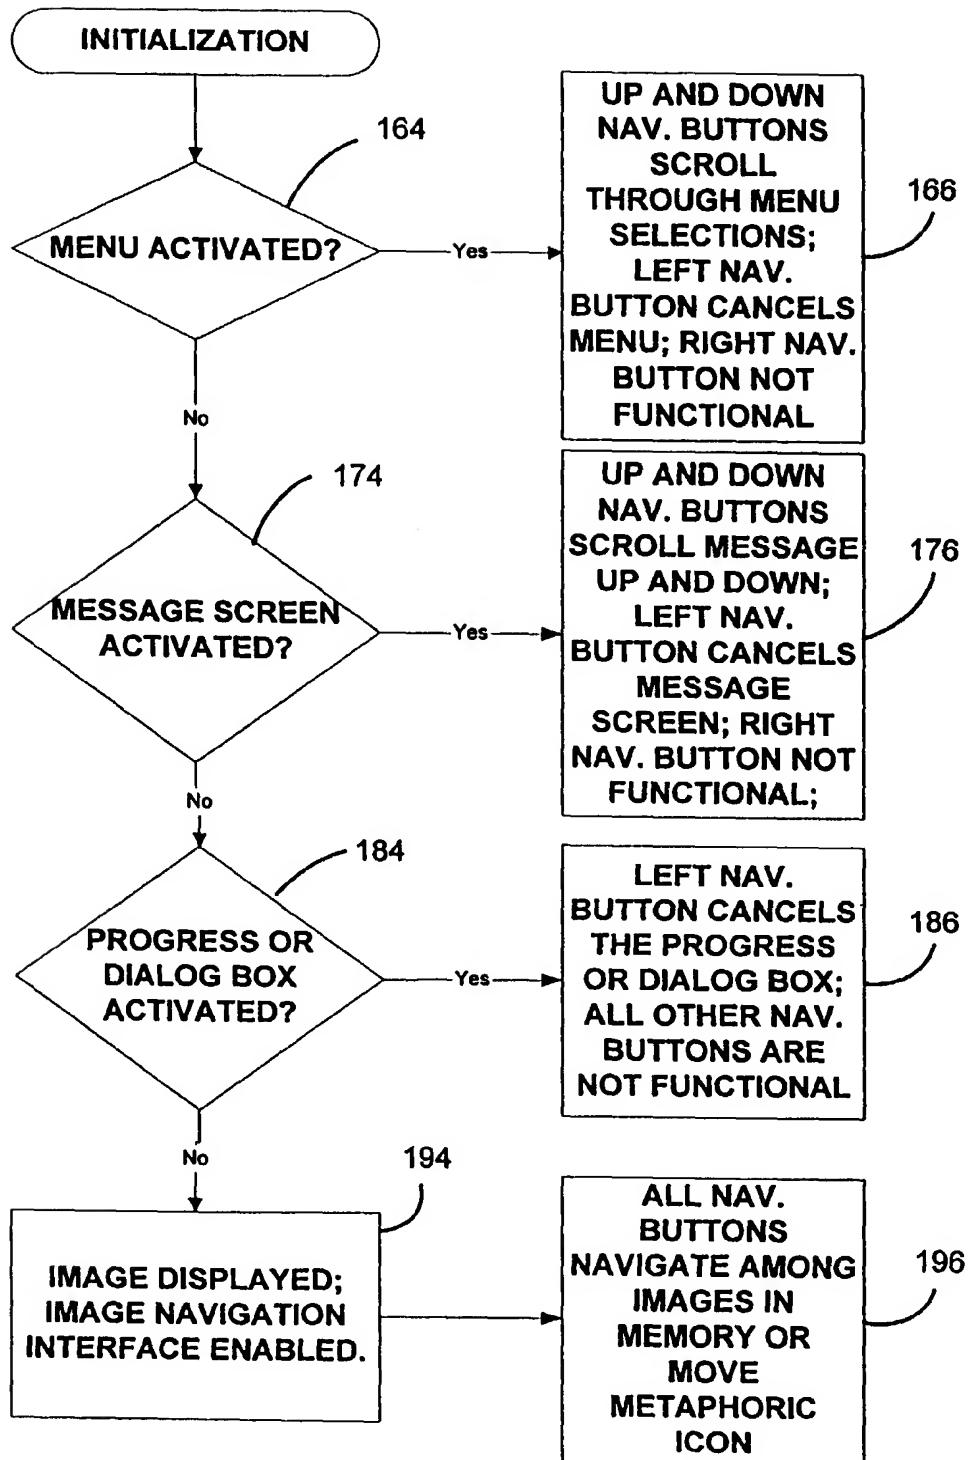 INITIALIZATION
164
MENU ACTIVATED?
Yes
UP AND DOWN
NAV. BUTTONS
SCROLL
THROUGH MENU
SELECTIONS;
LEFT NAV.
BUTTON CANCELS
MENU; RIGHT NAV.
BUTTON NOT
FUNCTIONAL
166
No
174
MESSAGE SCREEN
ACTIVATED?
Yes
UP AND DOWN
NAV. BUTTONS
SCROLL MESSAGE
UP AND DOWN;
LEFT NAV.
BUTTON CANCELS
MESSAGE
SCREEN; RIGHT
NAV. BUTTON NOT
FUNCTIONAL;
176
No
184
PROGRESS OR
DIALOG BOX
ACTIVATED?
Yes
LEFT NAV.
BUTTON CANCELS
THE PROGRESS
OR DIALOG BOX;
ALL OTHER NAV.
BUTTONS ARE
NOT FUNCTIONAL
186
No
194
IMAGE DISPLAYED;
IMAGE NAVIGATION
INTERFACE ENABLED.
ALL NAV.
BUTTONS
NAVIGATE AMONG
IMAGES IN
MEMORY OR
MOVE
METAPHORIC
ICON
196